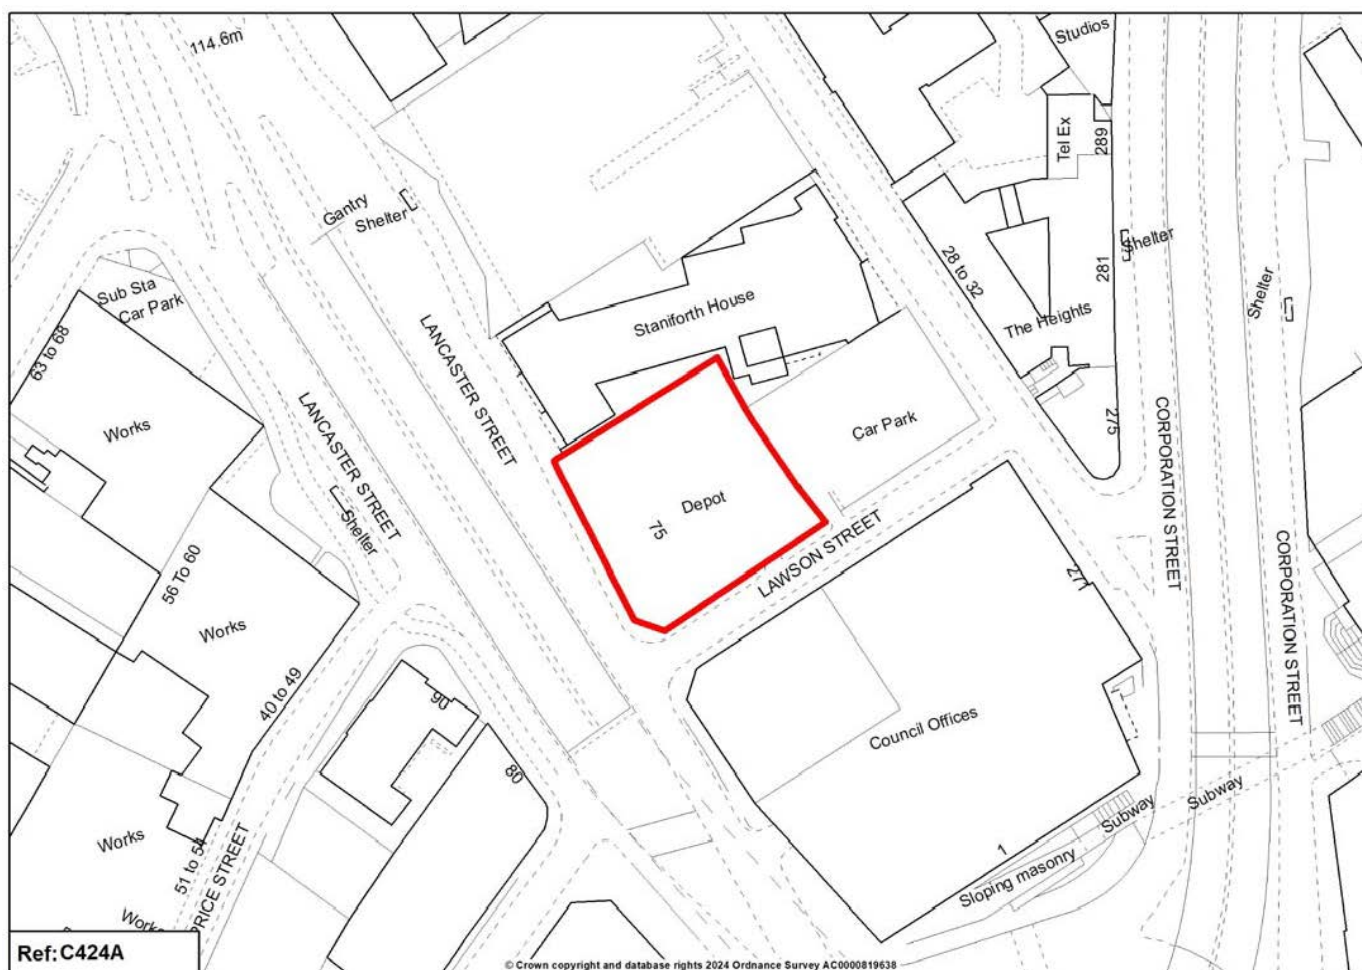 114.6m
Studios
Tel Ex
289
Gantry
Shelter
Shelter
281
Shelter
28 to 32
The Heights
Sub Sta
Car Park
63 to 68
Staniforth House
LANCASTER STREET
LANCASTER STREET
Works
Car Park
275
CORPORATION STREET
CORPORATION STREET
Depot
75
Shelter
LAWSON STREET
56 To 60
Works
271
40 to 49
90
80
Council Offices
Works
51 to 54
PRICE STREET
Works
Subway
Subway
1
Sloping masonry
Ref:C424A
© Crown copyright and database rights 2024 Ordnance Survey AC0000819638